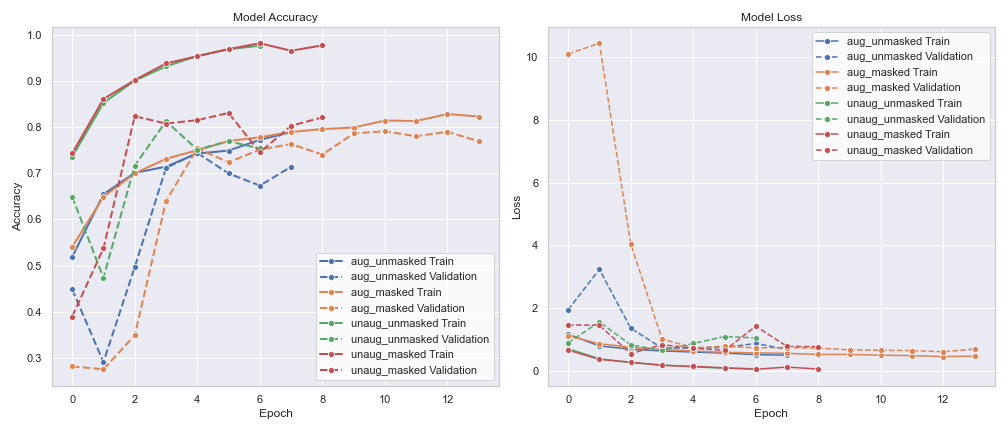 Model Accuracy
1.0
0.9
0.8
0.7
0.6
0.5
0.4
0.3
Accuracy
0 2 4 6 8 10 12
Epoch
aug_unmasked Train
aug_unmasked Validation
aug_masked Train
aug_masked Validation
unaug_unmasked Train
unaug_unmasked Validation
unaug_masked Train
unaug_masked Validation
Model Loss
10
8
6
4
2
0
Loss
0 2 4 6 8 10 12
Epoch
aug_unmasked Train
aug_unmasked Validation
aug_masked Train
aug_masked Validation
unaug_unmasked Train
unaug_unmasked Validation
unaug_masked Train
unaug_masked Validation